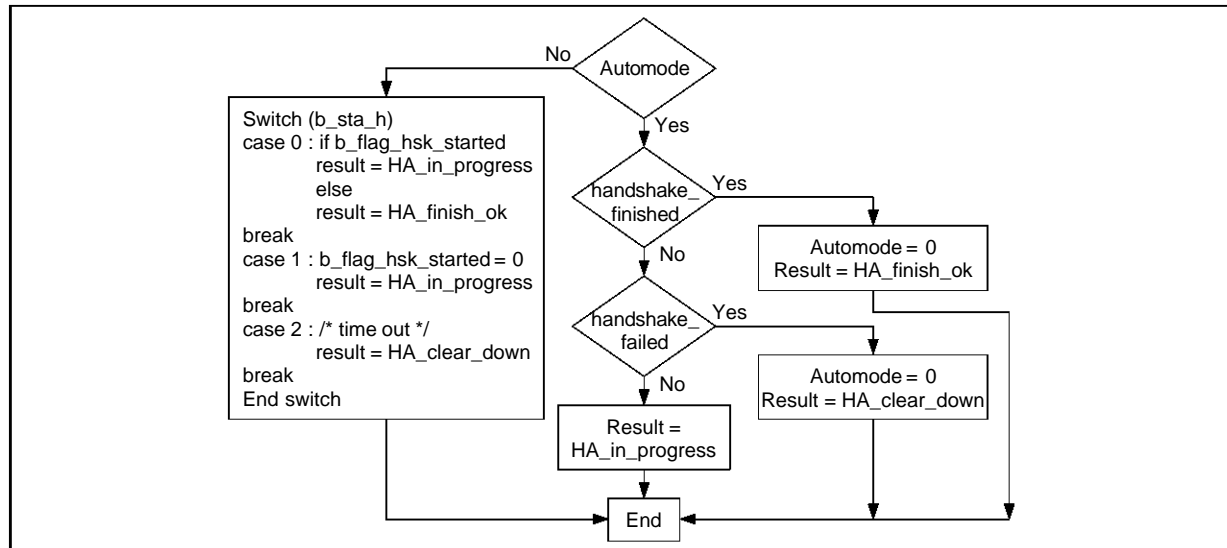 No
Automode
Yes
Switch (b_sta_h)
case 0 : if b_flag_hsk_started
result = HA_in_progress
else
result = HA_finish_ok
break
case 1 : b_flag_hsk_started = 0
result = HA_in_progress
break
case 2 : /* time out */
result = HA_clear_down
break
End switch
handshake_
finished
Yes
No
Automode = 0
Result = HA_finish_ok
handshake_
failed
Yes
No
Automode = 0
Result = HA_clear_down
Result =
HA_in_progress
End